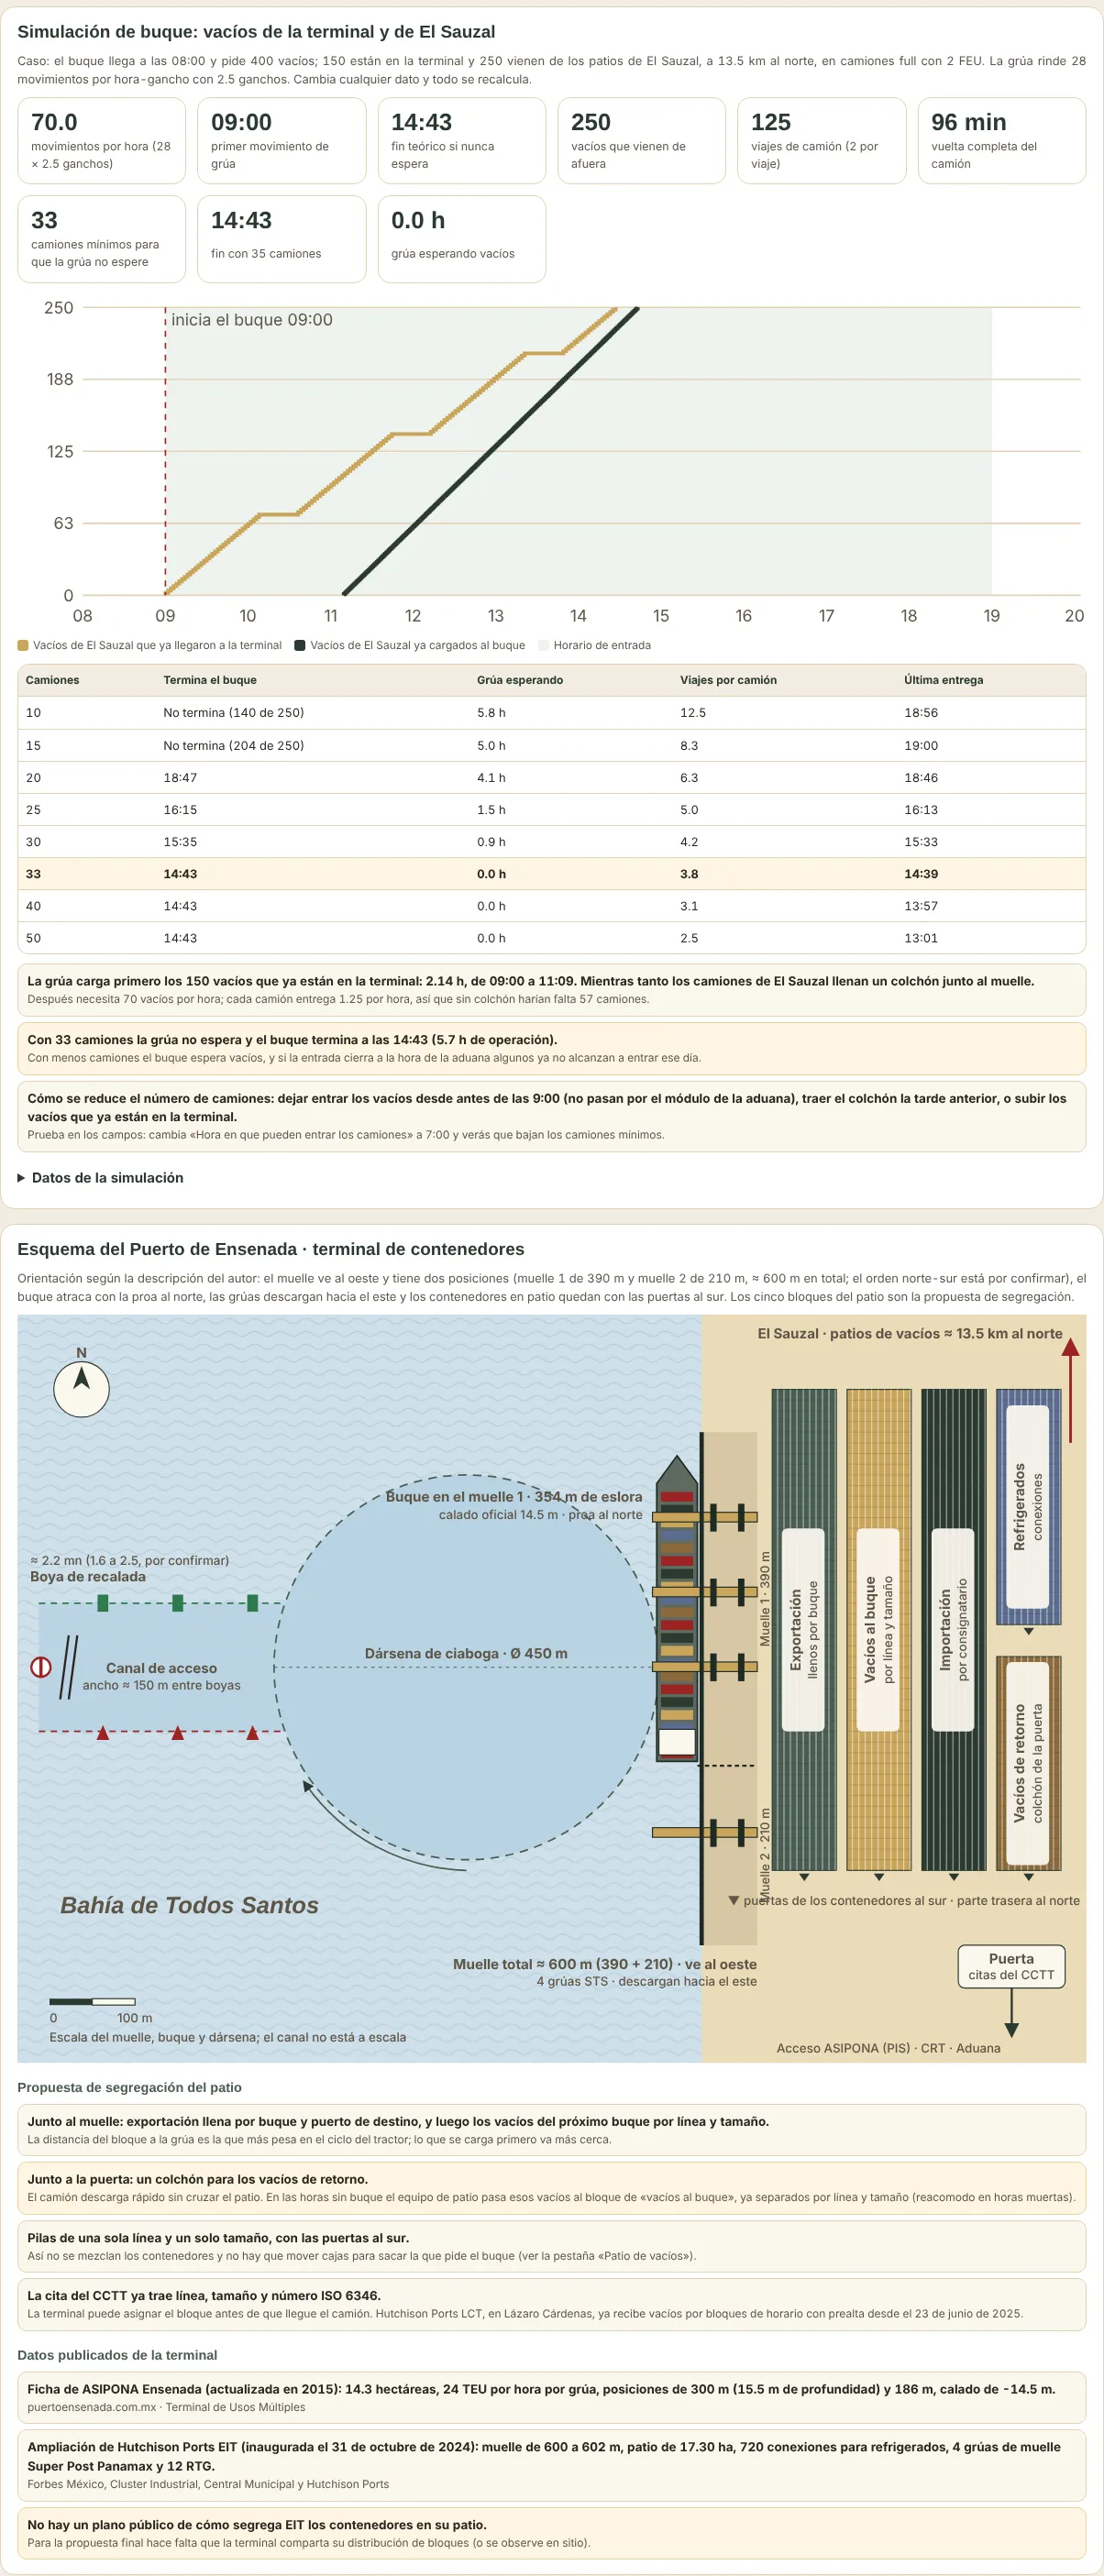 Simulación de buque: vacíos de la terminal y de El Sauzal
Caso: el buque llega a las 08:00 y pide 400 vacíos; 150 están en la terminal y 250 vienen de los patios de El Sauzal, a 13.5 km al norte, en camiones full con 2 FEU. La grúa rinde 28
movimientos por hora-gancho con 2.5 ganchos. Cambia cualquier dato y todo se recalcula.
70.0
movimientos por hora (28
× 2.5 ganchos)
09:00
primer movimiento de
grúa
14:43
fin teórico si nunca
espera
250
vacíos que vienen de
afuera
125
viajes de camión (2 por
viaje)
96 min
vuelta completa del
camión
33
camiones mínimos para
que la grúa no espere
14:43
fin con 35 camiones
0.0 h
grúa esperando vacíos
250
188
125
63
0
inicia el buque 09:00
08 09 10 11 12 13 14 15 16 17 18 19 20
Vacíos de El Sauzal que ya llegaron a la terminal Vacíos de El Sauzal ya cargados al buque Horario de entrada
Camiones Termina el buque Grúa esperando Viajes por camión Última entrega
10 No termina (140 de 250) 5.8 h 12.5 18:56
15 No termina (204 de 250) 5.0 h 8.3 19:00
20 18:47 4.1 h 6.3 18:46
25 16:15 1.5 h 5.0 16:13
30 15:35 0.9 h 4.2 15:33
33 14:43 0.0 h 3.8 14:39
40 14:43 0.0 h 3.1 13:57
50 14:43 0.0 h 2.5 13:01
La grúa carga primero los 150 vacíos que ya están en la terminal: 2.14 h, de 09:00 a 11:09. Mientras tanto los camiones de El Sauzal llenan un colchón junto al muelle.
Después necesita 70 vacíos por hora; cada camión entrega 1.25 por hora, así que sin colchón harían falta 57 camiones.
Con 33 camiones la grúa no espera y el buque termina a las 14:43 (5.7 h de operación).
Con menos camiones el buque espera vacíos, y si la entrada cierra a la hora de la aduana algunos ya no alcanzan a entrar ese día.
Cómo se reduce el número de camiones: dejar entrar los vacíos desde antes de las 9:00 (no pasan por el módulo de la aduana), traer el colchón la tarde anterior, o subir los
vacíos que ya están en la terminal.
Prueba en los campos: cambia «Hora en que pueden entrar los camiones» a 7:00 y verás que bajan los camiones mínimos.
▶ Datos de la simulación
Esquema del Puerto de Ensenada · terminal de contenedores
Orientación según la descripción del autor: el muelle ve al oeste y tiene dos posiciones (muelle 1 de 390 m y muelle 2 de 210 m, ≈ 600 m en total; el orden norte-sur está por confirmar), el
buque atraca con la proa al norte, las grúas descargan hacia el este y los contenedores en patio quedan con las puertas al sur. Los cinco bloques del patio son la propuesta de segregación.
El Sauzal · patios de vacíos ≈ 13.5 km al norte
N
Buque en el muelle 1 · 354 m de eslora
calado oficial 14.5 m · proa al norte
≈ 2.2 mn (1.6 a 2.5, por confirmar)
Boya de recalada
Canal de acceso
ancho ≈ 150 m entre boyas
Dársena de ciaboga · Ø 450 m
Muelle 1 · 390 m
Muelle 2 · 210 m
Exportación
llenos por buque
Vacíos al buque
por línea y tamaño
Importación
por consignatario
Refrigerados
conexiones
Vacíos de retorno
colchón de la puerta
▼ puertas de los contenedores al sur · parte trasera al norte
Bahía de Todos Santos
Muelle total ≈ 600 m (390 + 210) · ve al oeste
4 grúas STS · descargan hacia el este
Puerta
citas del CCTT
0 100 m
Escala del muelle, buque y dársena; el canal no está a escala
Acceso ASIPONA (PIS) · CRT · Aduana
Propuesta de segregación del patio
Junto al muelle: exportación llena por buque y puerto de destino, y luego los vacíos del próximo buque por línea y tamaño.
La distancia del bloque a la grúa es la que más pesa en el ciclo del tractor; lo que se carga primero va más cerca.
Junto a la puerta: un colchón para los vacíos de retorno.
El camión descarga rápido sin cruzar el patio. En las horas sin buque el equipo de patio pasa esos vacíos al bloque de «vacíos al buque», ya separados por línea y tamaño (reacomodo en horas muertas).
Pilas de una sola línea y un solo tamaño, con las puertas al sur.
Así no se mezclan los contenedores y no hay que mover cajas para sacar la que pide el buque (ver la pestaña «Patio de vacíos»).
La cita del CCTT ya trae línea, tamaño y número ISO 6346.
La terminal puede asignar el bloque antes de que llegue el camión. Hutchison Ports LCT, en Lázaro Cárdenas, ya recibe vacíos por bloques de horario con prealta desde el 23 de junio de 2025.
Datos publicados de la terminal
Ficha de ASIPONA Ensenada (actualizada en 2015): 14.3 hectáreas, 24 TEU por hora por grúa, posiciones de 300 m (15.5 m de profundidad) y 186 m, calado de -14.5 m.
puertoensenada.com.mx · Terminal de Usos Múltiples
Ampliación de Hutchison Ports EIT (inaugurada el 31 de octubre de 2024): muelle de 600 a 602 m, patio de 17.30 ha, 720 conexiones para refrigerados, 4 grúas de muelle
Super Post Panamax y 12 RTG.
Forbes México, Cluster Industrial, Central Municipal y Hutchison Ports
No hay un plano público de cómo segrega EIT los contenedores en su patio.
Para la propuesta final hace falta que la terminal comparta su distribución de bloques (o se observe en sitio).